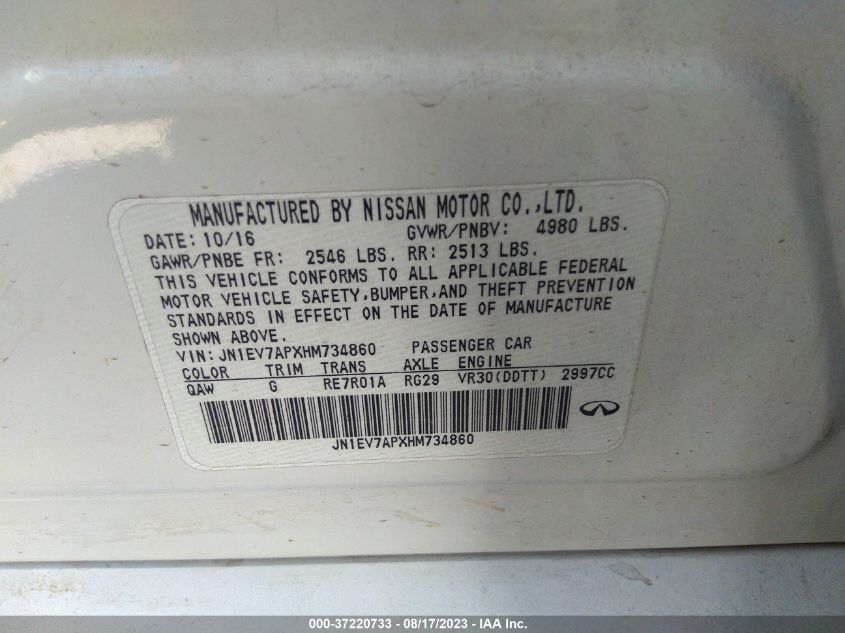 MANUFACTURED BY NISSAN MOTOR CO.,LTD.
DATE: 10/16 GVWR/PNBV: 4980 LBS.
GAWR/PNBE FR: 2546 LBS. RR: 2513 LBS.
THIS VEHICLE CONFORMS TO ALL APPLICABLE FEDERAL
MOTOR VEHICLE SAFETY,BUMPER,AND THEFT PREVENTION
STANDARDS IN EFFECT ON THE DATE OF MANUFACTURE
SHOWN ABOVE.
VIN: JN1EV7APXHM734860 PASSENGER CAR
COLOR TRIM TRANS AXLE ENGINE
QAW G RE7R01A RG29 VR30(DDTT) 2997CC
JN1EV7APXHM734860
000-37220733 - 08/17/2023 - IAA Inc.